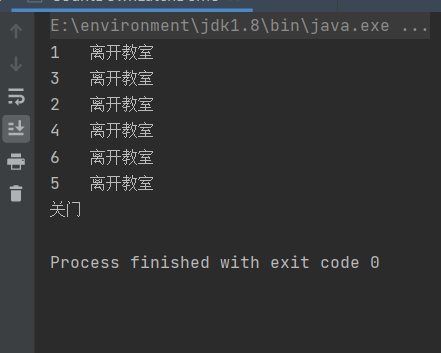 E:\environment\jdk1.8\bin\java.exe ...
1 离开教室
3 离开教室
2 离开教室
4 离开教室
6 离开教室
5 离开教室
关门
Process finished with exit code 0